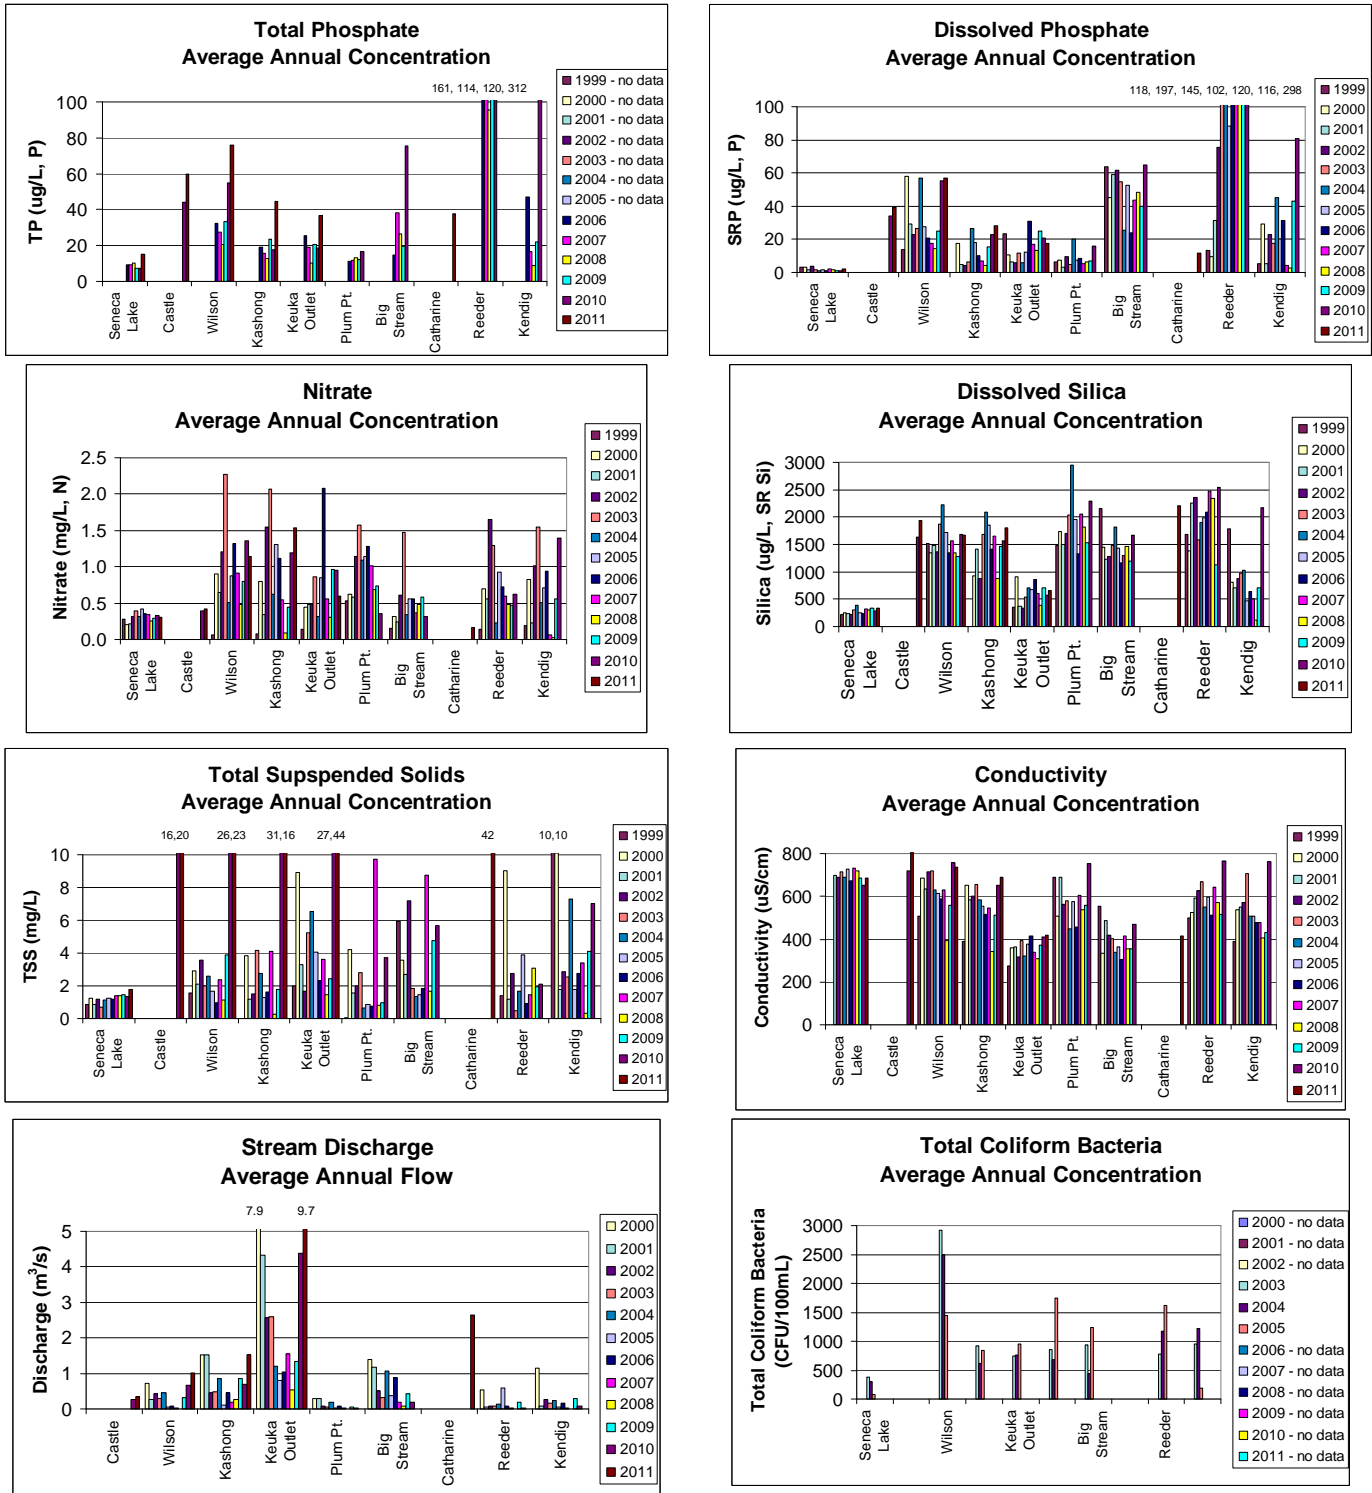 Total Phosphate
Average Annual Concentration
161, 114, 120, 312
TP (ug/L, P)
100
80
60
40
20
0
Seneca Lake
Castle
Wilson
Kashong
Keuka Outlet
Plum Pt.
Big Stream
Catharine
Reeder
Kendig
1999 - no data
2000 - no data
2001 - no data
2002 - no data
2003 - no data
2004 - no data
2005 - no data
2006
2007
2008
2009
2010
2011
Dissolved Phosphate
Average Annual Concentration
118, 197, 145, 102, 120, 116, 298
SRP (ug/L, P)
100
80
60
40
20
0
Seneca Lake
Castle
Wilson
Kashong
Keuka Outlet
Plum Pt.
Big Stream
Catharine
Reeder
Kendig
1999
2000
2001
2002
2003
2004
2005
2006
2007
2008
2009
2010
2011
Nitrate
Average Annual Concentration
Nitrate (mg/L, N)
2.5
2.0
1.5
1.0
0.5
0.0
Seneca Lake
Castle
Wilson
Kashong
Keuka Outlet
Plum Pt.
Big Stream
Catharine
Reeder
Kendig
1999
2000
2001
2002
2003
2004
2005
2006
2007
2008
2009
2010
2011
Dissolved Silica
Average Annual Concentration
Silica (ug/L, SR Si)
3000
2500
2000
1500
1000
500
0
Seneca Lake
Castle
Wilson
Kashong
Keuka Outlet
Plum Pt.
Big Stream
Catharine
Reeder
Kendig
1999
2000
2001
2002
2003
2004
2005
2006
2007
2008
2009
2010
2011
Total Supspended Solids
Average Annual Concentration
16,20
26,23
31,16
27,44
42
10,10
TSS (mg/L)
10
8
6
4
2
0
Seneca Lake
Castle
Wilson
Kashong
Keuka Outlet
Plum Pt.
Big Stream
Catharine
Reeder
Kendig
1999
2000
2001
2002
2003
2004
2005
2006
2007
2008
2009
2010
2011
Conductivity
Average Annual Concentration
Conductivity (uS/cm)
800
600
400
200
0
Seneca Lake
Castle
Wilson
Kashong
Keuka Outlet
Plum Pt.
Big Stream
Catharine
Reeder
Kendig
1999
2000
2001
2002
2003
2004
2005
2006
2007
2008
2009
2010
2011
Stream Discharge
Average Annual Flow
7.9
9.7
Discharge (m³/s)
5
4
3
2
1
0
Castle
Wilson
Kashong
Keuka Outlet
Plum Pt.
Big Stream
Catharine
Reeder
Kendig
2000
2001
2002
2003
2004
2005
2006
2007
2008
2009
2010
2011
Total Coliform Bacteria
Average Annual Concentration
Total Coliform Bacteria
(CFU/100mL)
3000
2500
2000
1500
1000
500
0
Seneca Lake
Wilson
Keuka Outlet
Big Stream
Reeder
2000 - no data
2001 - no data
2002 - no data
2003
2004
2005
2006 - no data
2007 - no data
2008 - no data
2009 - no data
2010 - no data
2011 - no data